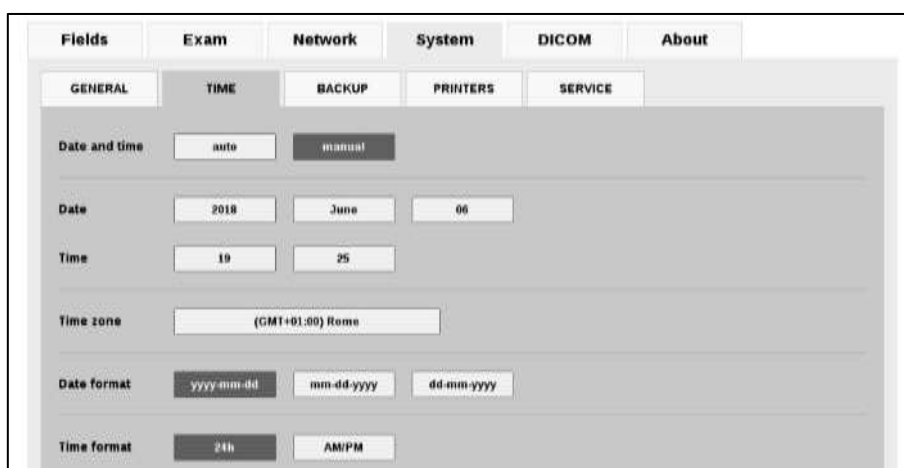 Fields Exam Network System DICOM About
GENERAL TIME BACKUP PRINTERS SERVICE
Date and time auto manual
Date 2018 June 06
Time 19 25
Time zone (GMT+01:00) Rome
Date format yyyy-mm-dd mm-dd-yyyy dd-mm-yyyy
Time format 24h AM/PM